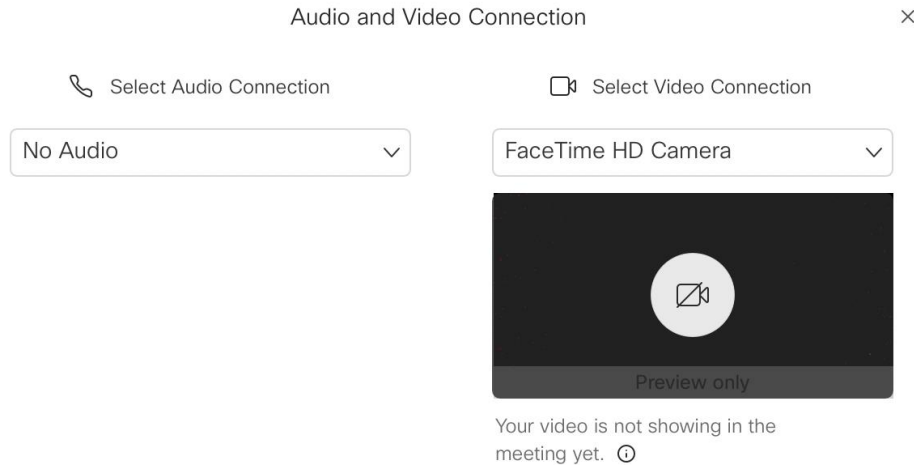 Audio and Video Connection
Select Audio Connection
Select Video Connection
No Audio
FaceTime HD Camera
Preview only
Your video is not showing in the
meeting yet.